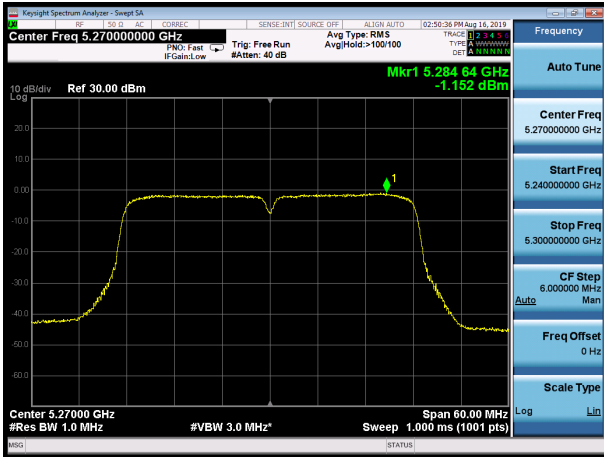 Keysight Spectrum Analyzer - Swept SA
RF 50 Ω AC CORREC SENSE:INT SOURCE OFF ALIGN AUTO 02:50:36 PM Aug 16, 2019
Center Freq 5.270000000 GHz
PNO: Fast
IFGain:Low
Trig: Free Run
#Atten: 40 dB
Avg Type: RMS
Avg|Hold:>100/100
TRACE 1 2 3 4 5 6
TYPE A WWWWW
DET A N N N N N
Frequency
Mkr1 5.284 64 GHz
-1.152 dBm
10 dB/div
Log
Ref 30.00 dBm
20.0
10.0
0.00
-10.0
-20.0
-30.0
-40.0
-50.0
-60.0
1
Center 5.27000 GHz
#Res BW 1.0 MHz
#VBW 3.0 MHz*
Span 60.00 MHz
Sweep 1.000 ms (1001 pts)
MSG
STATUS
Auto Tune
Center Freq
5.270000000 GHz
Start Freq
5.240000000 GHz
Stop Freq
5.300000000 GHz
CF Step
6.000000 MHz
Auto Man
Freq Offset
0 Hz
Scale Type
Log Lin